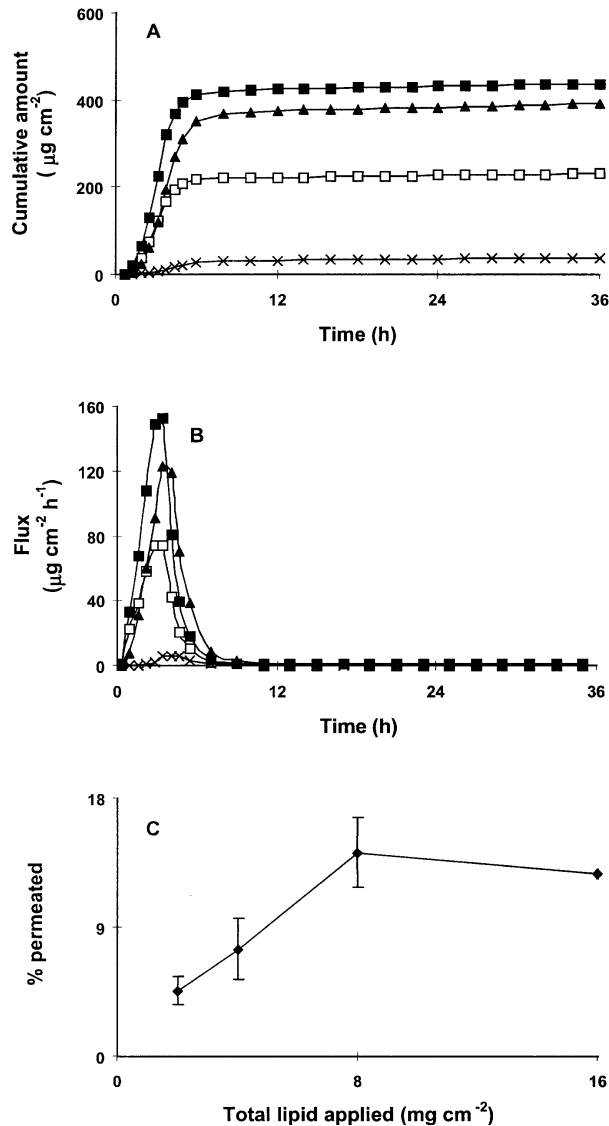 A
600
400
200
0
Cumulative amount
( µg cm-2)
0 12 24 36
Time (h)
B
160
120
80
40
0
Flux
(µg cm-2 h-1)
0 12 24 36
Time (h)
C
18
9
0
% permeated
0 8 16
Total lipid applied (mg cm-2)